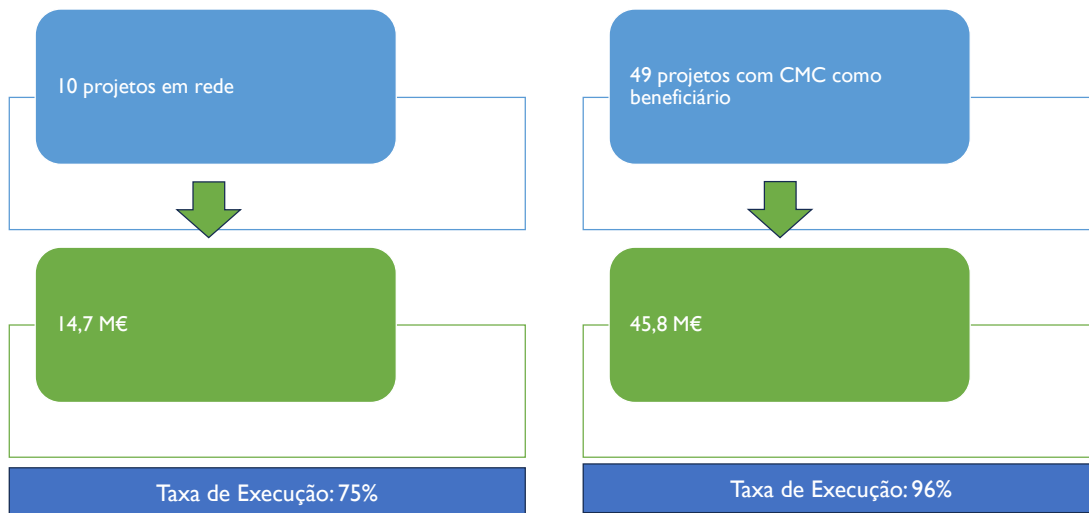 10 projetos em rede
14,7 M€
Taxa de Execução: 75%
49 projetos com CMC como
beneficiário
45,8 M€
Taxa de Execução: 96%